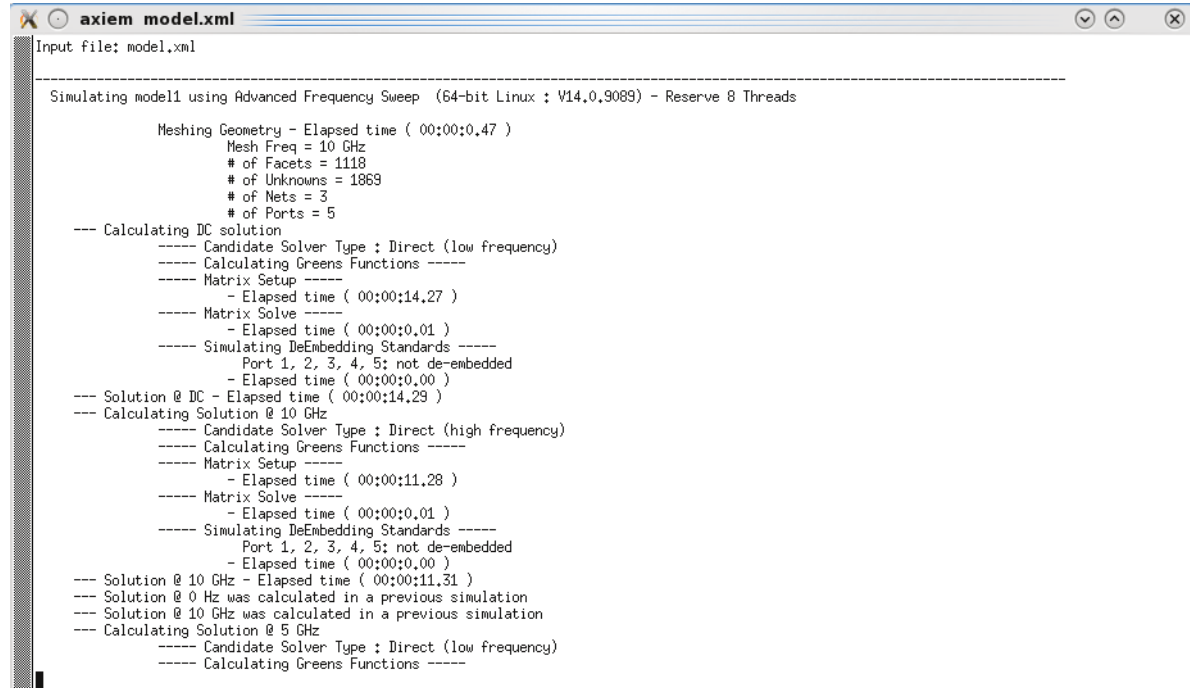 axiem model.xml
Input file: model.xml
--------------------------------------------------------------------------------------------------------------------------------------
Simulating model1 using Advanced Frequency Sweep (64-bit Linux : V14.0.9089) - Reserve 8 Threads
Meshing Geometry - Elapsed time ( 00:00:0.47 )
Mesh Freq = 10 GHz
# of Facets = 1118
# of Unknowns = 1869
# of Nets = 3
# of Ports = 5
--- Calculating DC solution
----- Candidate Solver Type : Direct (low frequency)
----- Calculating Greens Functions -----
----- Matrix Setup -----
- Elapsed time ( 00:00:14.27 )
----- Matrix Solve -----
- Elapsed time ( 00:00:0.01 )
----- Simulating DeEmbedding Standards -----
Port 1, 2, 3, 4, 5: not de-embedded
- Elapsed time ( 00:00:0.00 )
--- Solution @ DC - Elapsed time ( 00:00:14.29 )
--- Calculating Solution @ 10 GHz
----- Candidate Solver Type : Direct (high frequency)
----- Calculating Greens Functions -----
----- Matrix Setup -----
- Elapsed time ( 00:00:11.28 )
----- Matrix Solve -----
- Elapsed time ( 00:00:0.01 )
----- Simulating DeEmbedding Standards -----
Port 1, 2, 3, 4, 5: not de-embedded
- Elapsed time ( 00:00:0.00 )
--- Solution @ 10 GHz - Elapsed time ( 00:00:11.31 )
--- Solution @ 0 Hz was calculated in a previous simulation
--- Solution @ 10 GHz was calculated in a previous simulation
--- Calculating Solution @ 5 GHz
----- Candidate Solver Type : Direct (low frequency)
----- Calculating Greens Functions -----